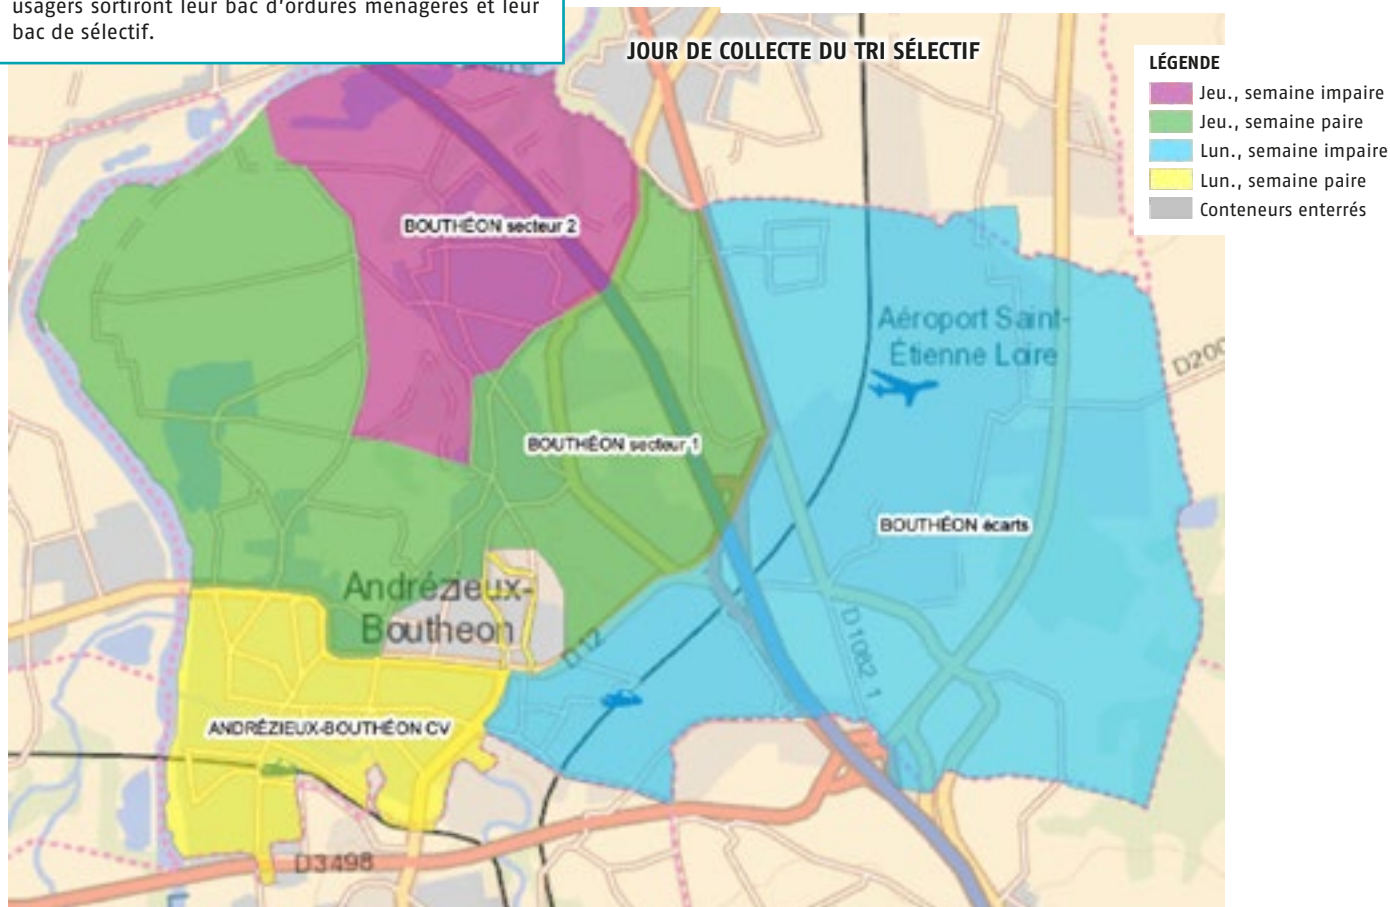 usagers sortiront leur bac d'ordures ménagères et leur
bac de sélectif.
JOUR DE COLLECTE DU TRI SÉLECTIF
LÉGENDE
Jeu., semaine impaire
Jeu., semaine paire
Lun., semaine impaire
Lun., semaine paire
Conteneurs enterrés
BOUTHÉON secteur 2
Aéroport Saint-
Étienne Loire
D200
BOUTHÉON secteur 1
BOUTHÉON écarts
Andrézieux-
Boutheon
D12
D1082 1
ANDRÉZIEUX-BOUTHÉON CV
D3498